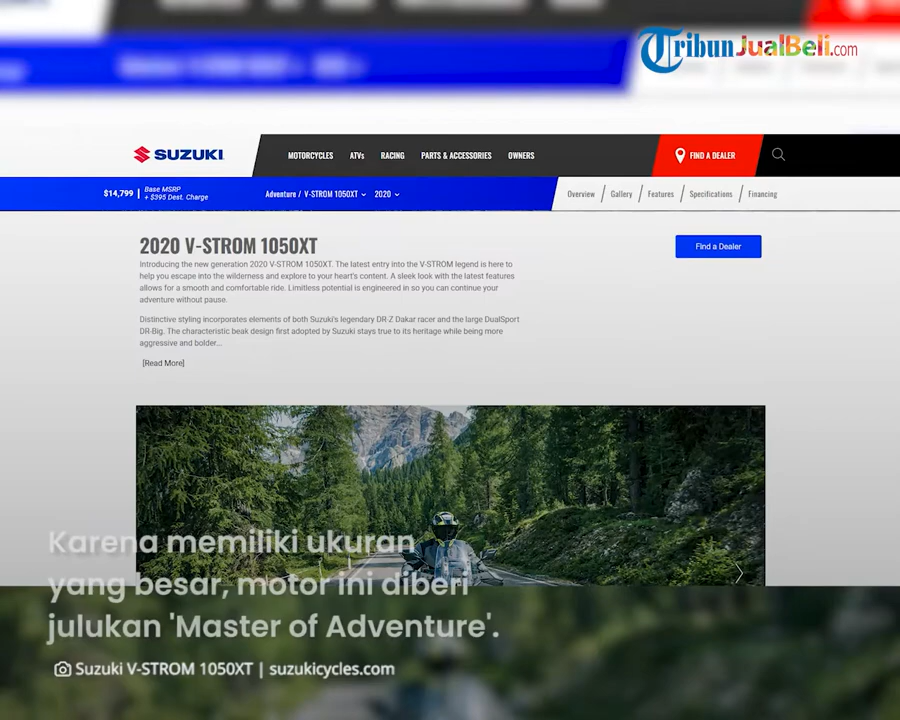 TribunJualBeli.com
SUZUKI
MOTORCYCLES ATVs RACING PARTS & ACCESSORIES OWNERS
FIND A DEALER
$14,799 | Base MSRP
+ $395 Dest. Charge
Adventure / V-STROM 1050XT 2020
Overview / Gallery / Features / Specifications / Financing
2020 V-STROM 1050XT
Find a Dealer
Introducing the new generation 2020 V-STROM 1050XT. The latest entry into the V-STROM legend is here to
help you escape into the wilderness and explore to your heart's content. A sleek look with the latest features
allows for a smooth and comfortable ride. Limitless potential is engineered in so you can continue your
adventure without pause.
Distinctive styling incorporates elements of both Suzuki's legendary DR-Z Dakar racer and the large DualSport
DR-Big. The characteristic beak design first adopted by Suzuki stays true to its heritage while being more
aggressive and bolder...
[Read More]
Karena memiliki ukuran
yang besar, motor ini diberi
julukan 'Master of Adventure'.
Suzuki V-STROM 1050XT | suzukicycles.com